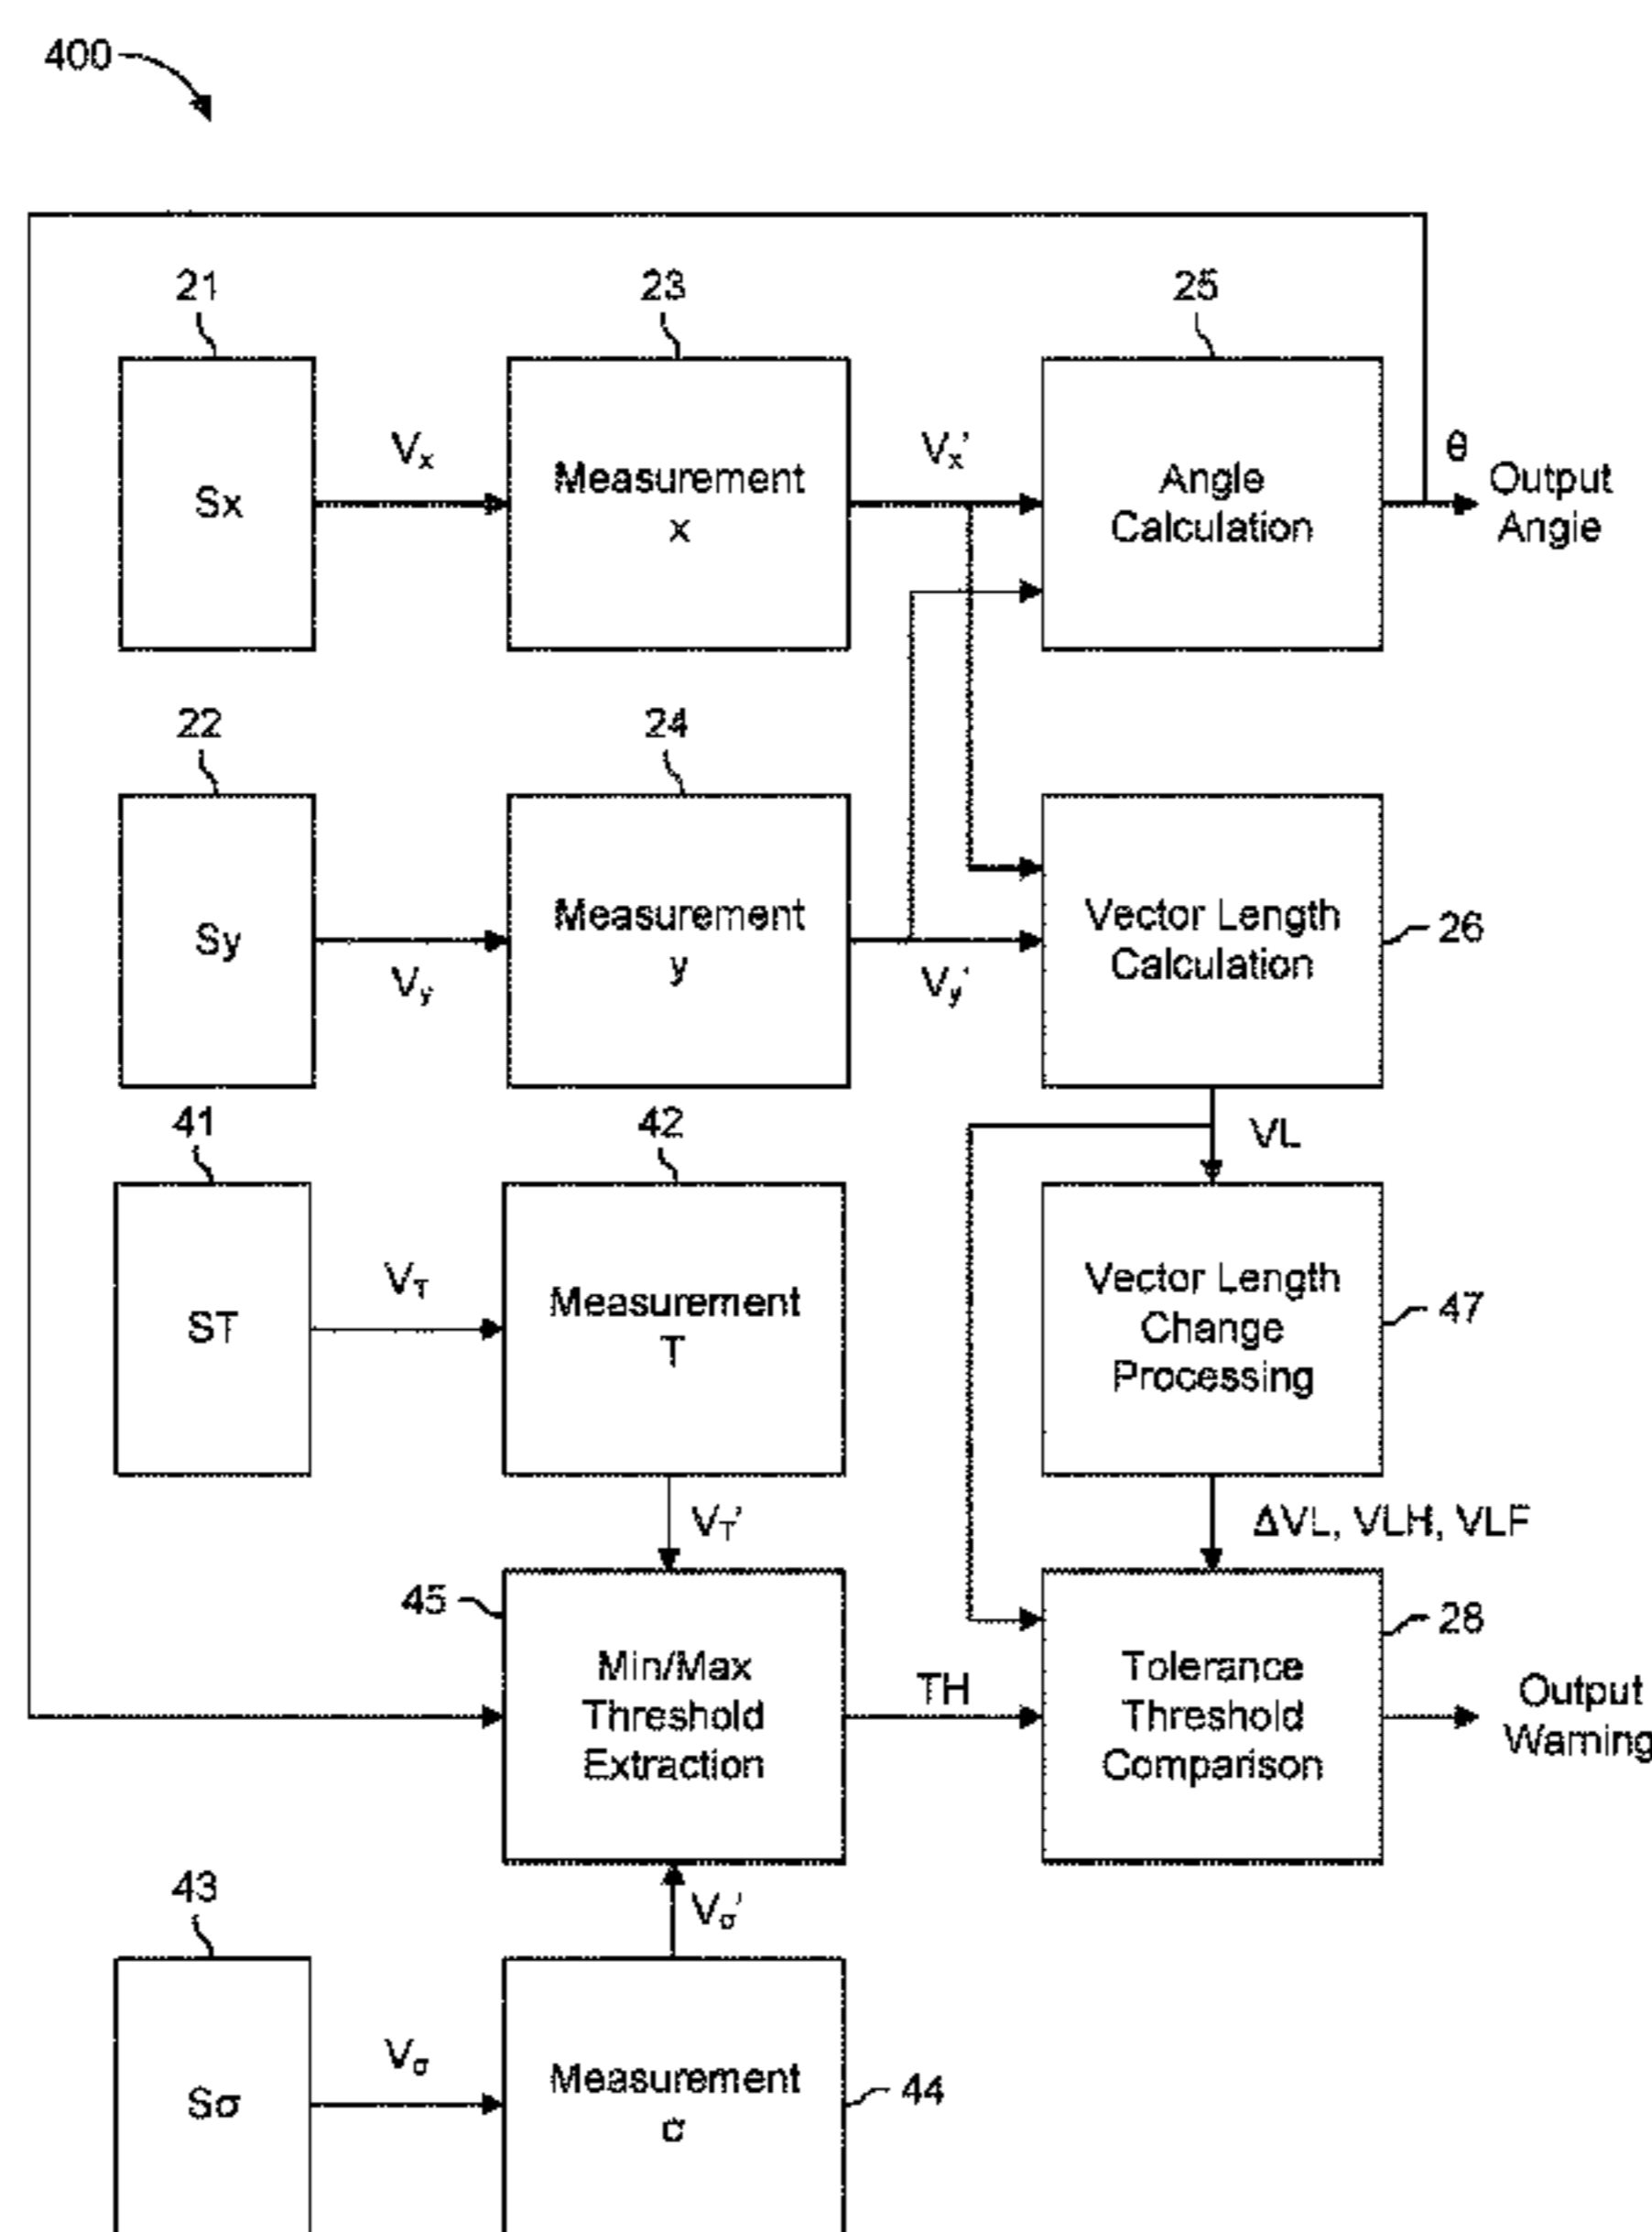 400
21
23
25
Sx
Vx
Measurement
x
Vx'
Angle
Calculation
θ
Output
Angle
22
24
Sy
Vy
Measurement
y
Vy'
Vector Length
Calculation
26
VL
41
42
ST
VT
Measurement
T
VT'
Vector Length
Change
Processing
47
ΔVL, VLH, VLF
45
Min/Max
Threshold
Extraction
TH
Tolerance
Threshold
Comparison
28
Output
Warning
43
Sσ
Vσ
Measurement
σ
Vσ'
44